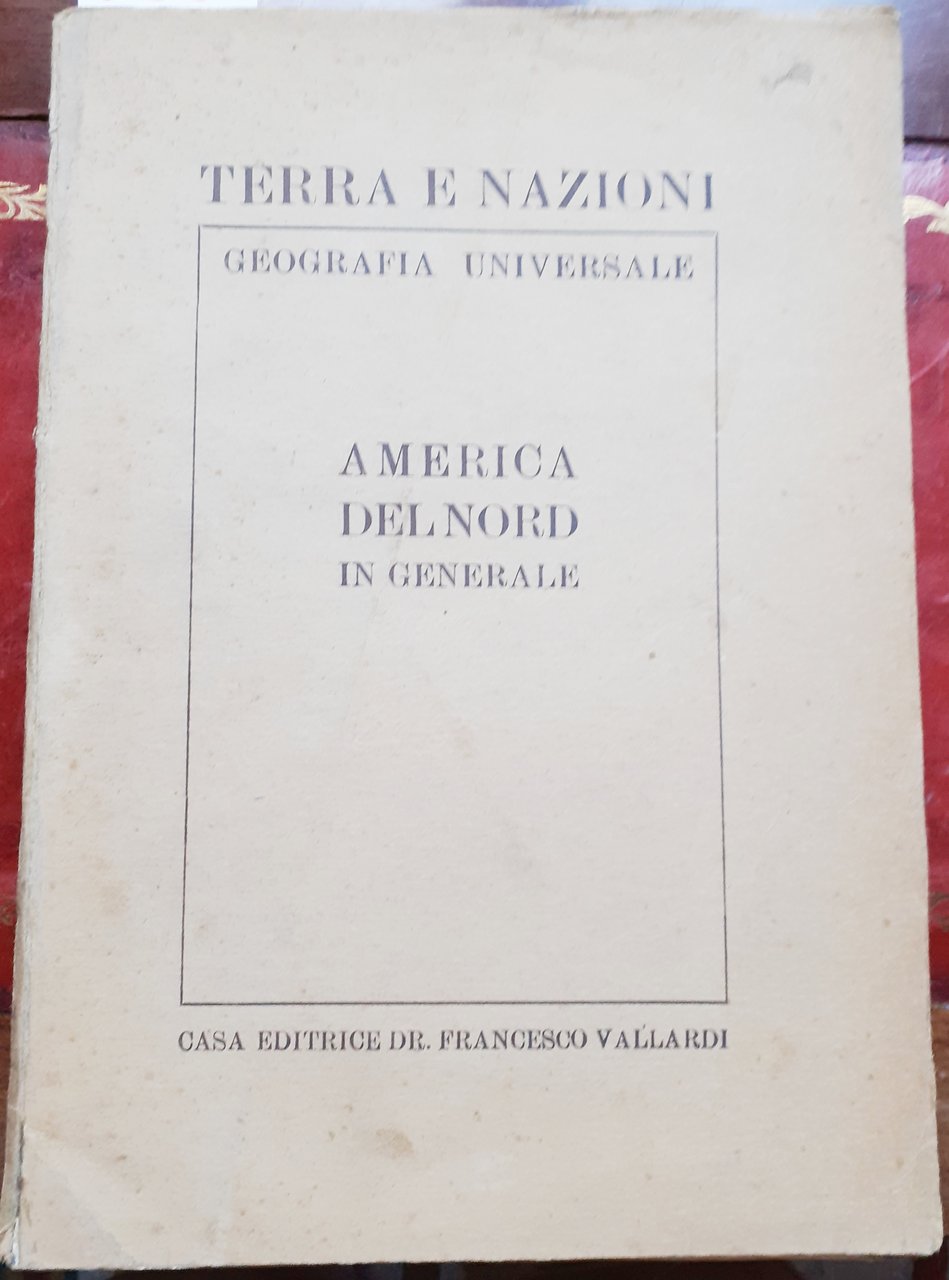 TERRA E NAZIONI
GEOGRAFIA UNIVERSALE
AMERICA
DEL NORD
IN GENERALE
CASA EDITRICE DR. FRANCESCO VALLARDI